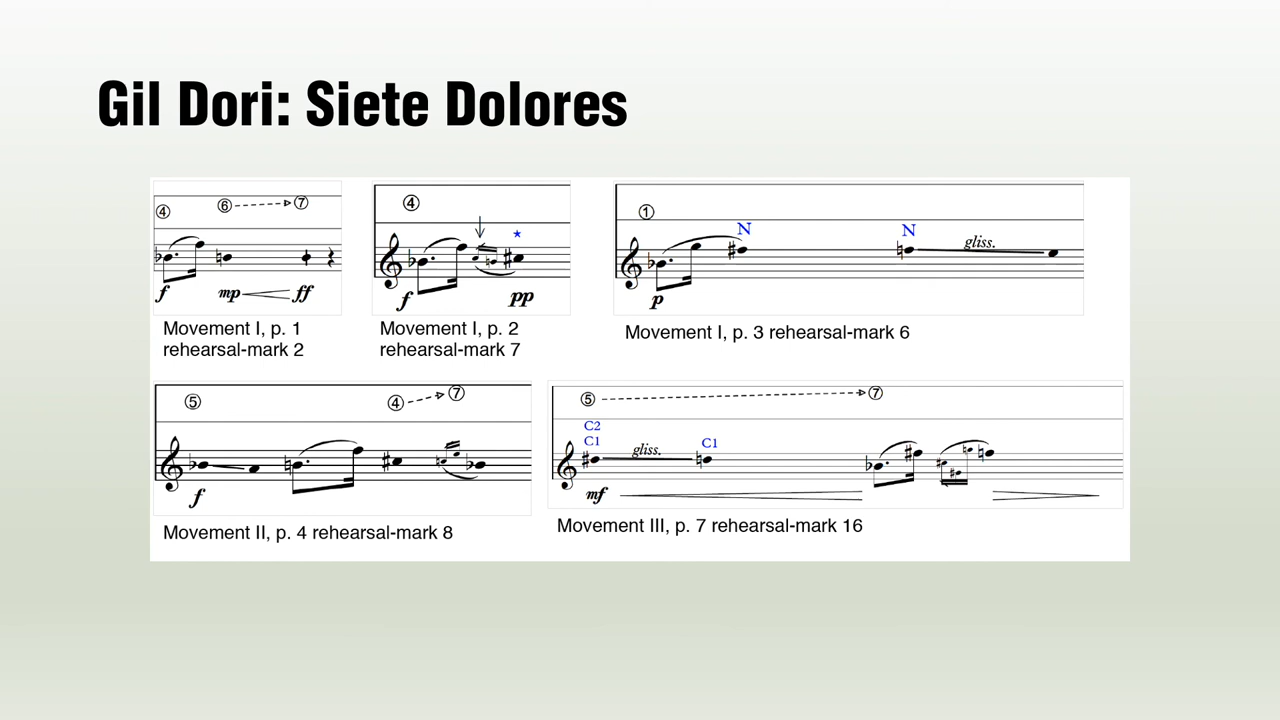 Gil Dori: Siete Dolores
④ ⑥ ⑦
f mp ff
Movement I, p. 1
rehearsal-mark 2
④
★
f pp
Movement I, p. 2
rehearsal-mark 7
①
N N
gliss.
p
Movement I, p. 3 rehearsal-mark 6
⑤ ④ ⑦
f
Movement II, p. 4 rehearsal-mark 8
⑤ ⑦
C2
C1 C1
gliss.
mf
Movement III, p. 7 rehearsal-mark 16